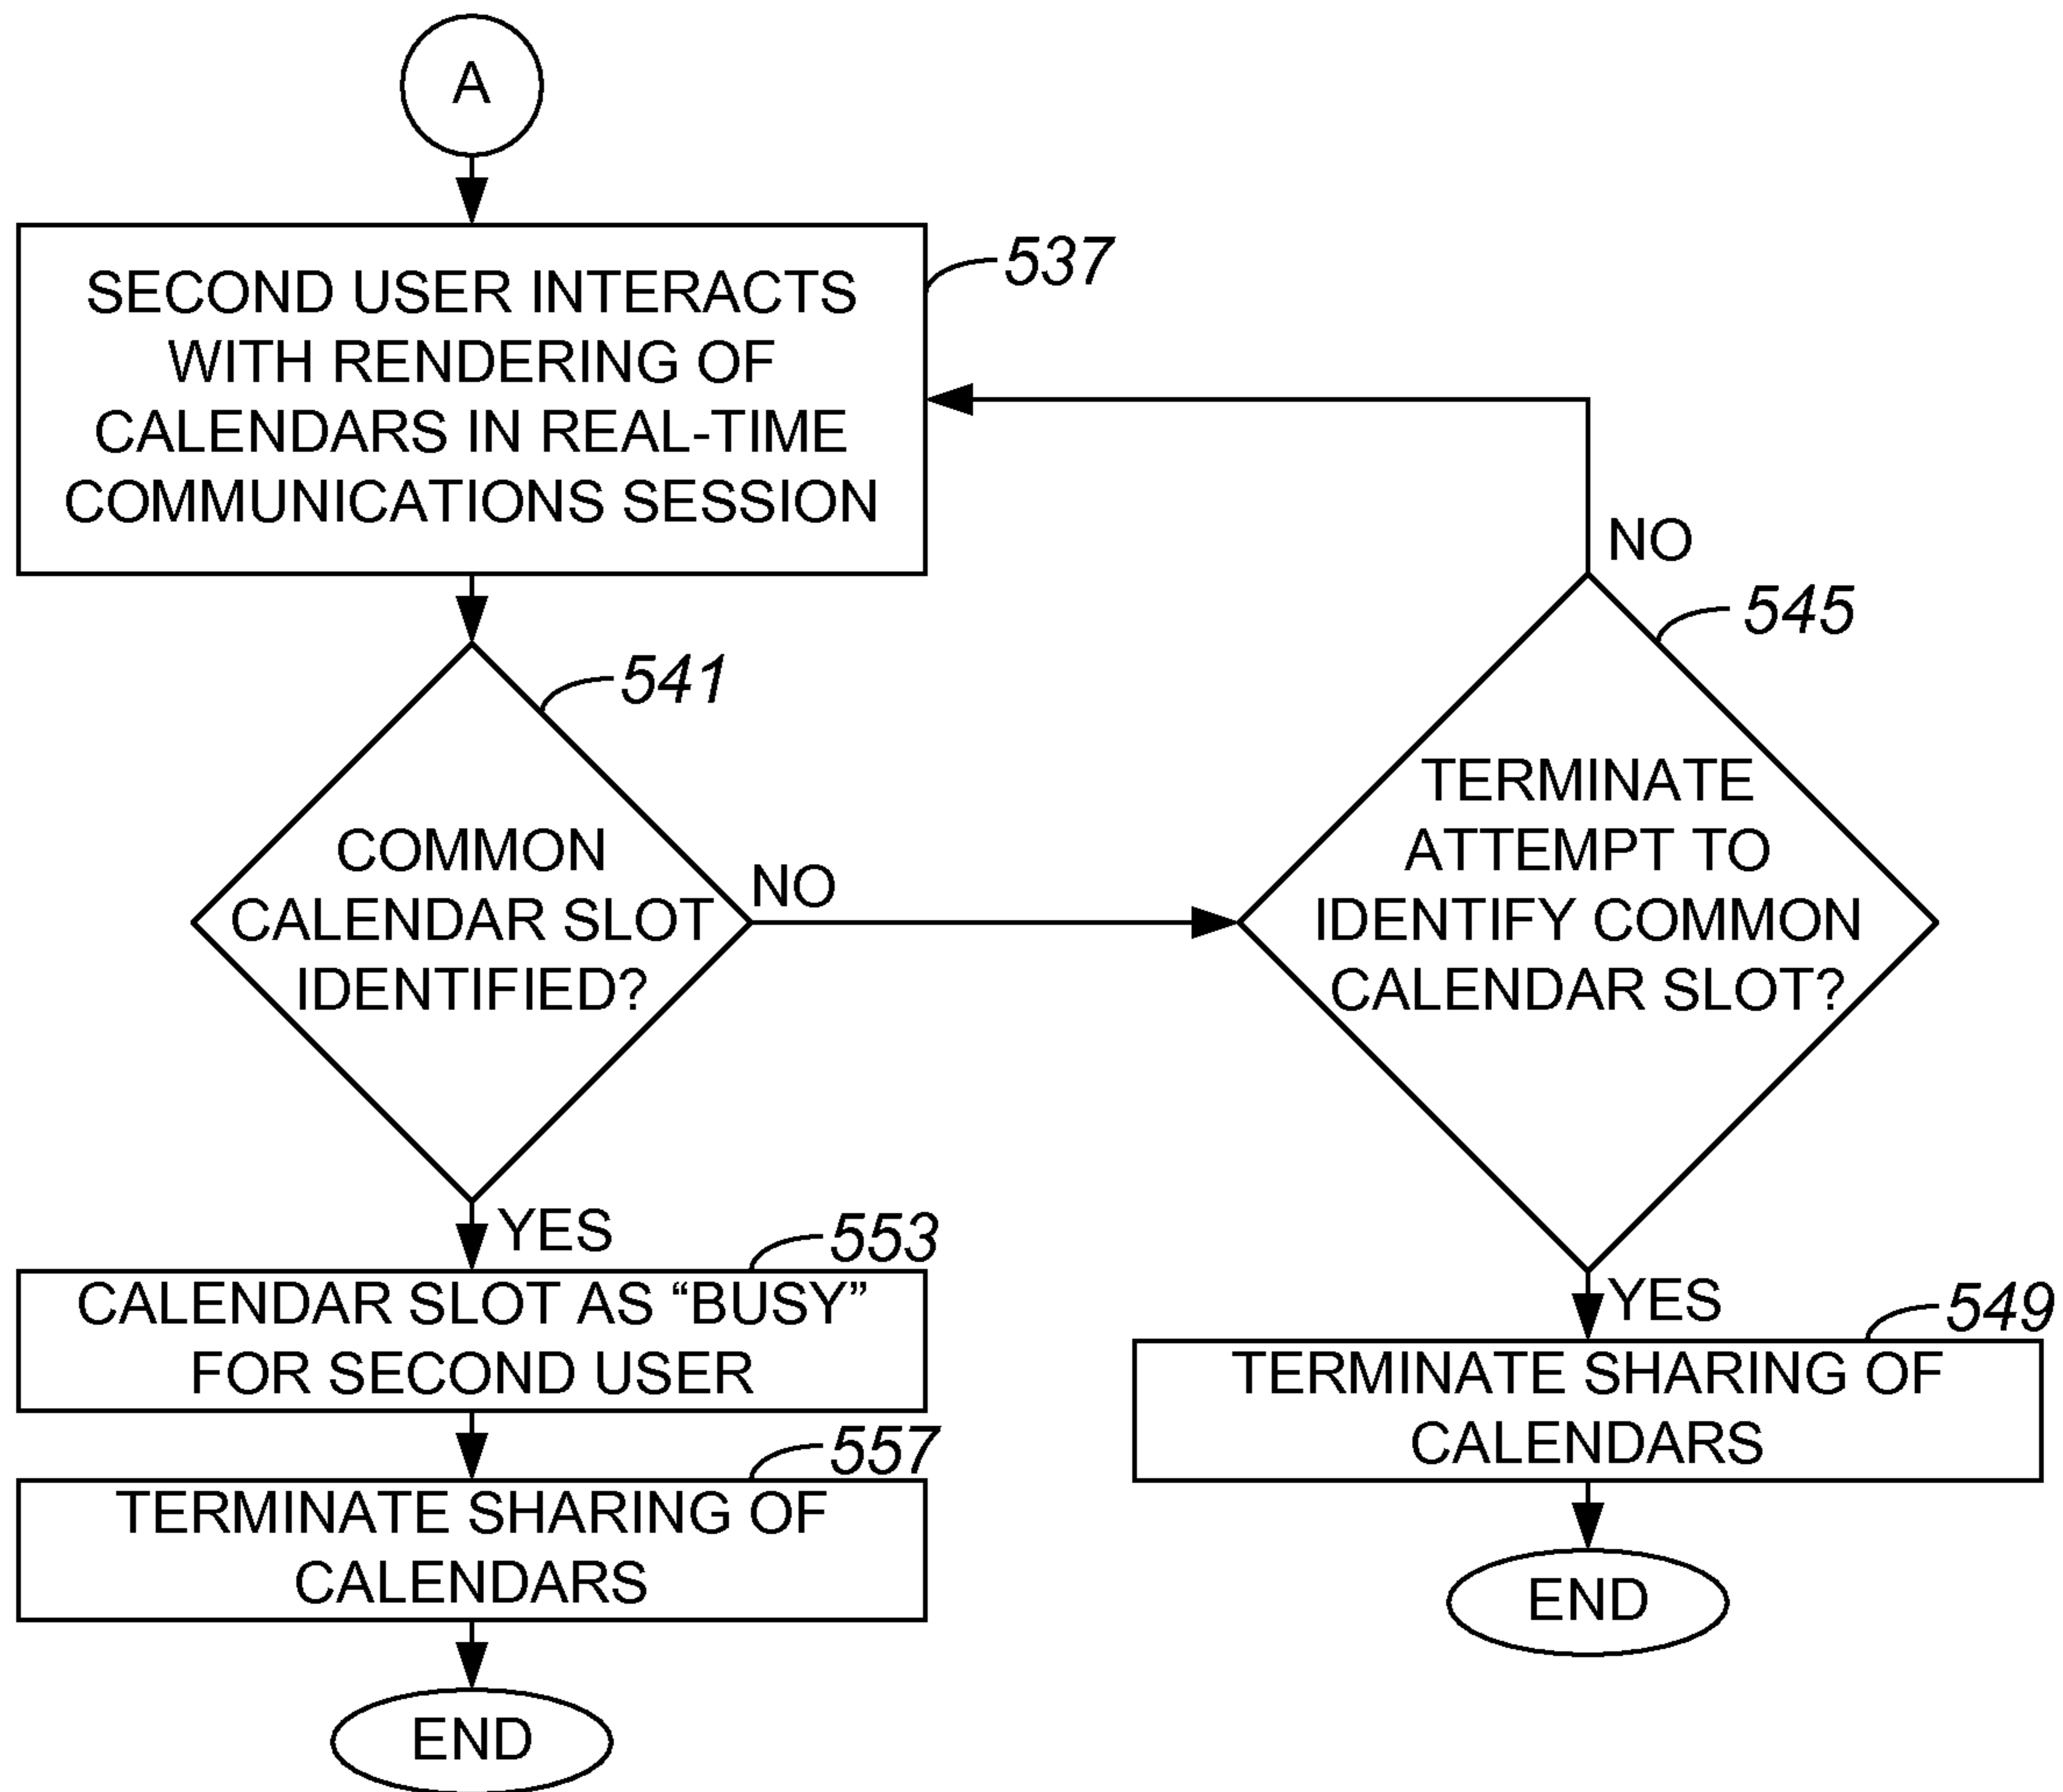 A
SECOND USER INTERACTS
WITH RENDERING OF
CALENDARS IN REAL-TIME
COMMUNICATIONS SESSION
537
COMMON
CALENDAR SLOT
IDENTIFIED?
541
NO
TERMINATE
ATTEMPT TO
IDENTIFY COMMON
CALENDAR SLOT?
545
NO
YES
CALENDAR SLOT AS “BUSY”
FOR SECOND USER
553
TERMINATE SHARING OF
CALENDARS
557
END
YES
TERMINATE SHARING OF
CALENDARS
549
END